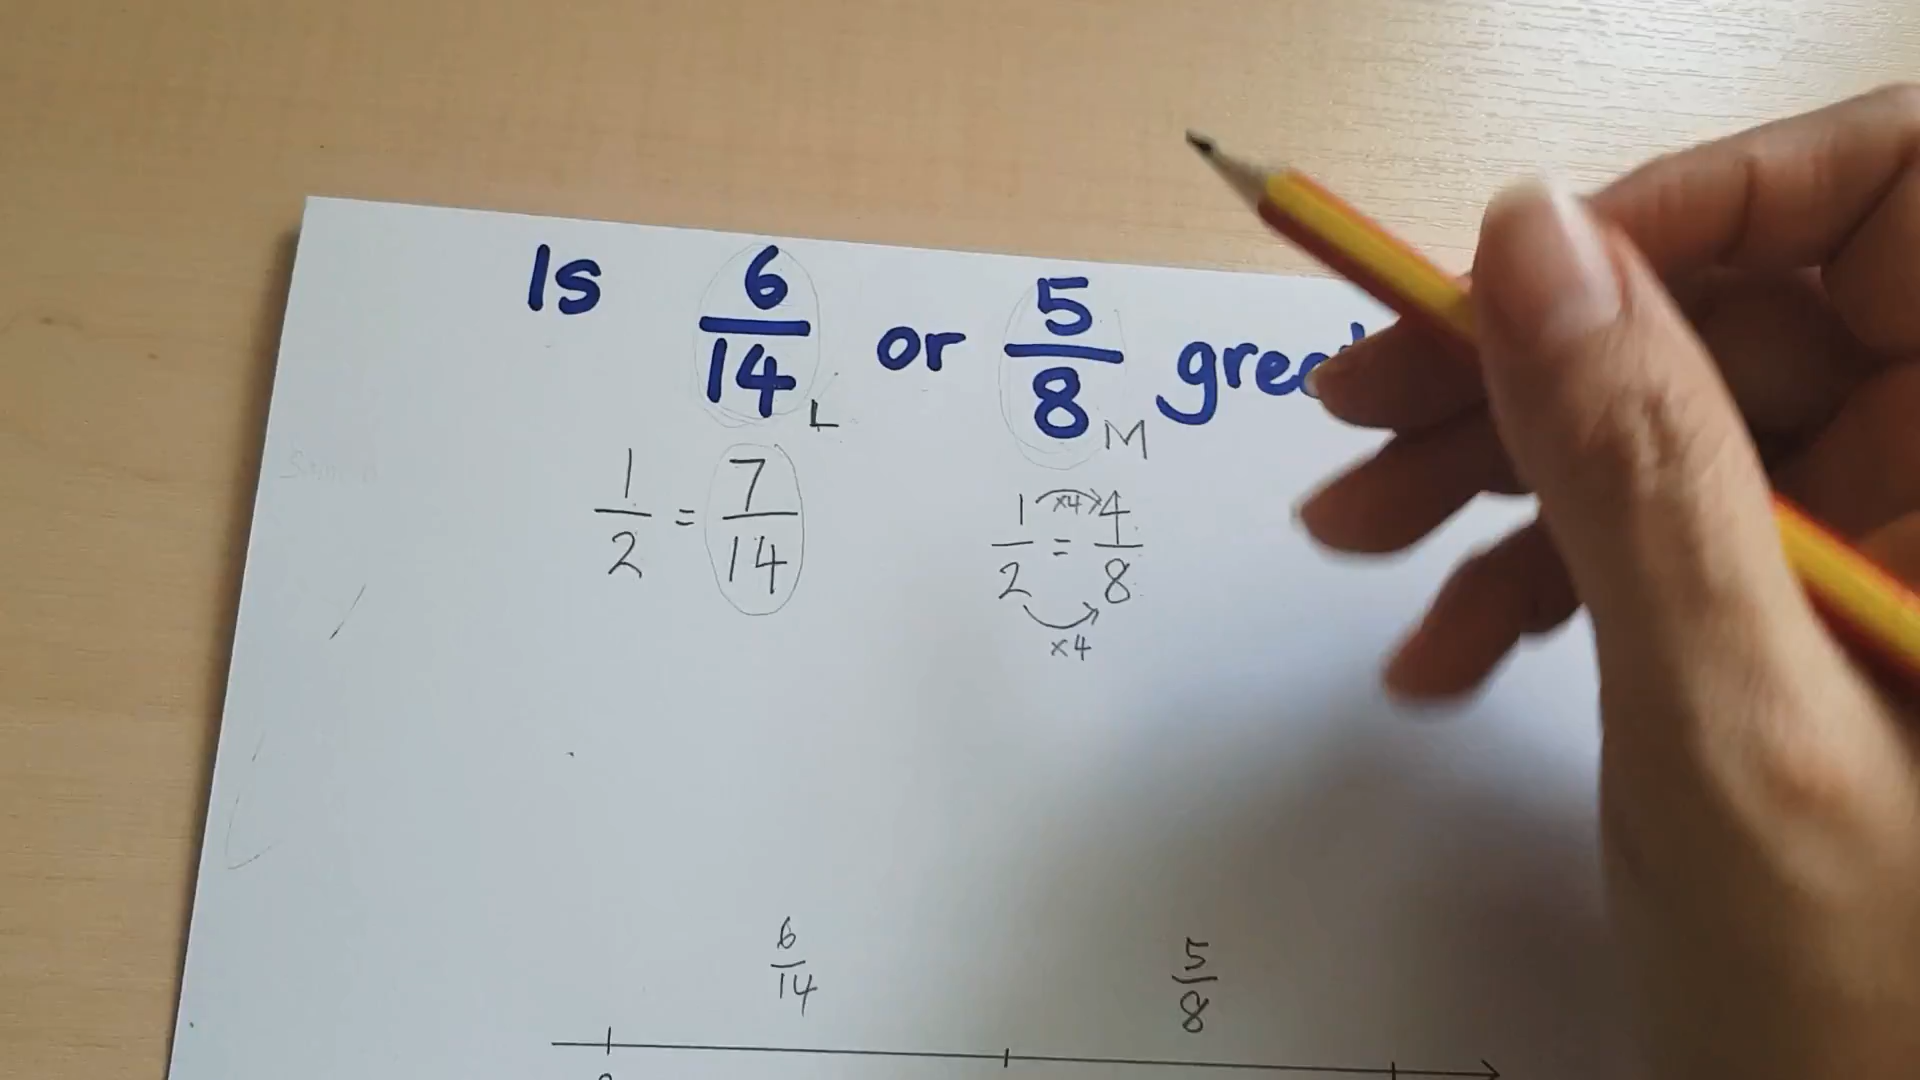 Is 6/14 or 5/8
L M
1/2 = 7/14
1/2 = 4/8
×4
×4
6/14 5/8